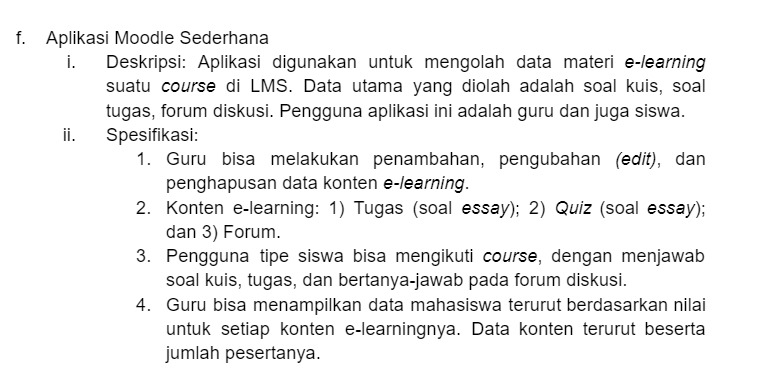 f. Aplikasi Moodle Sederhana
i. Deskripsi: Aplikasi digunakan untuk mengolah data materi e-learning
suatu course di LMS. Data utama yang diolah adalah soal kuis, soal
tugas, forum diskusi. Pengguna aplikasi ini adalah guru dan juga siswa.
ii. Spesifikasi:
1. Guru bisa melakukan penambahan, pengubahan (edit), dan
penghapusan data konten e-learning.
2. Konten e-learning: 1) Tugas (soal essay); 2) Quiz (soal essay);
dan 3) Forum.
3. Pengguna tipe siswa bisa mengikuti course, dengan menjawab
soal kuis, tugas, dan bertanya-jawab pada forum diskusi.
4. Guru bisa menampilkan data mahasiswa terurut berdasarkan nilai
untuk setiap konten e-learningnya. Data konten terurut beserta
jumlah pesertanya.